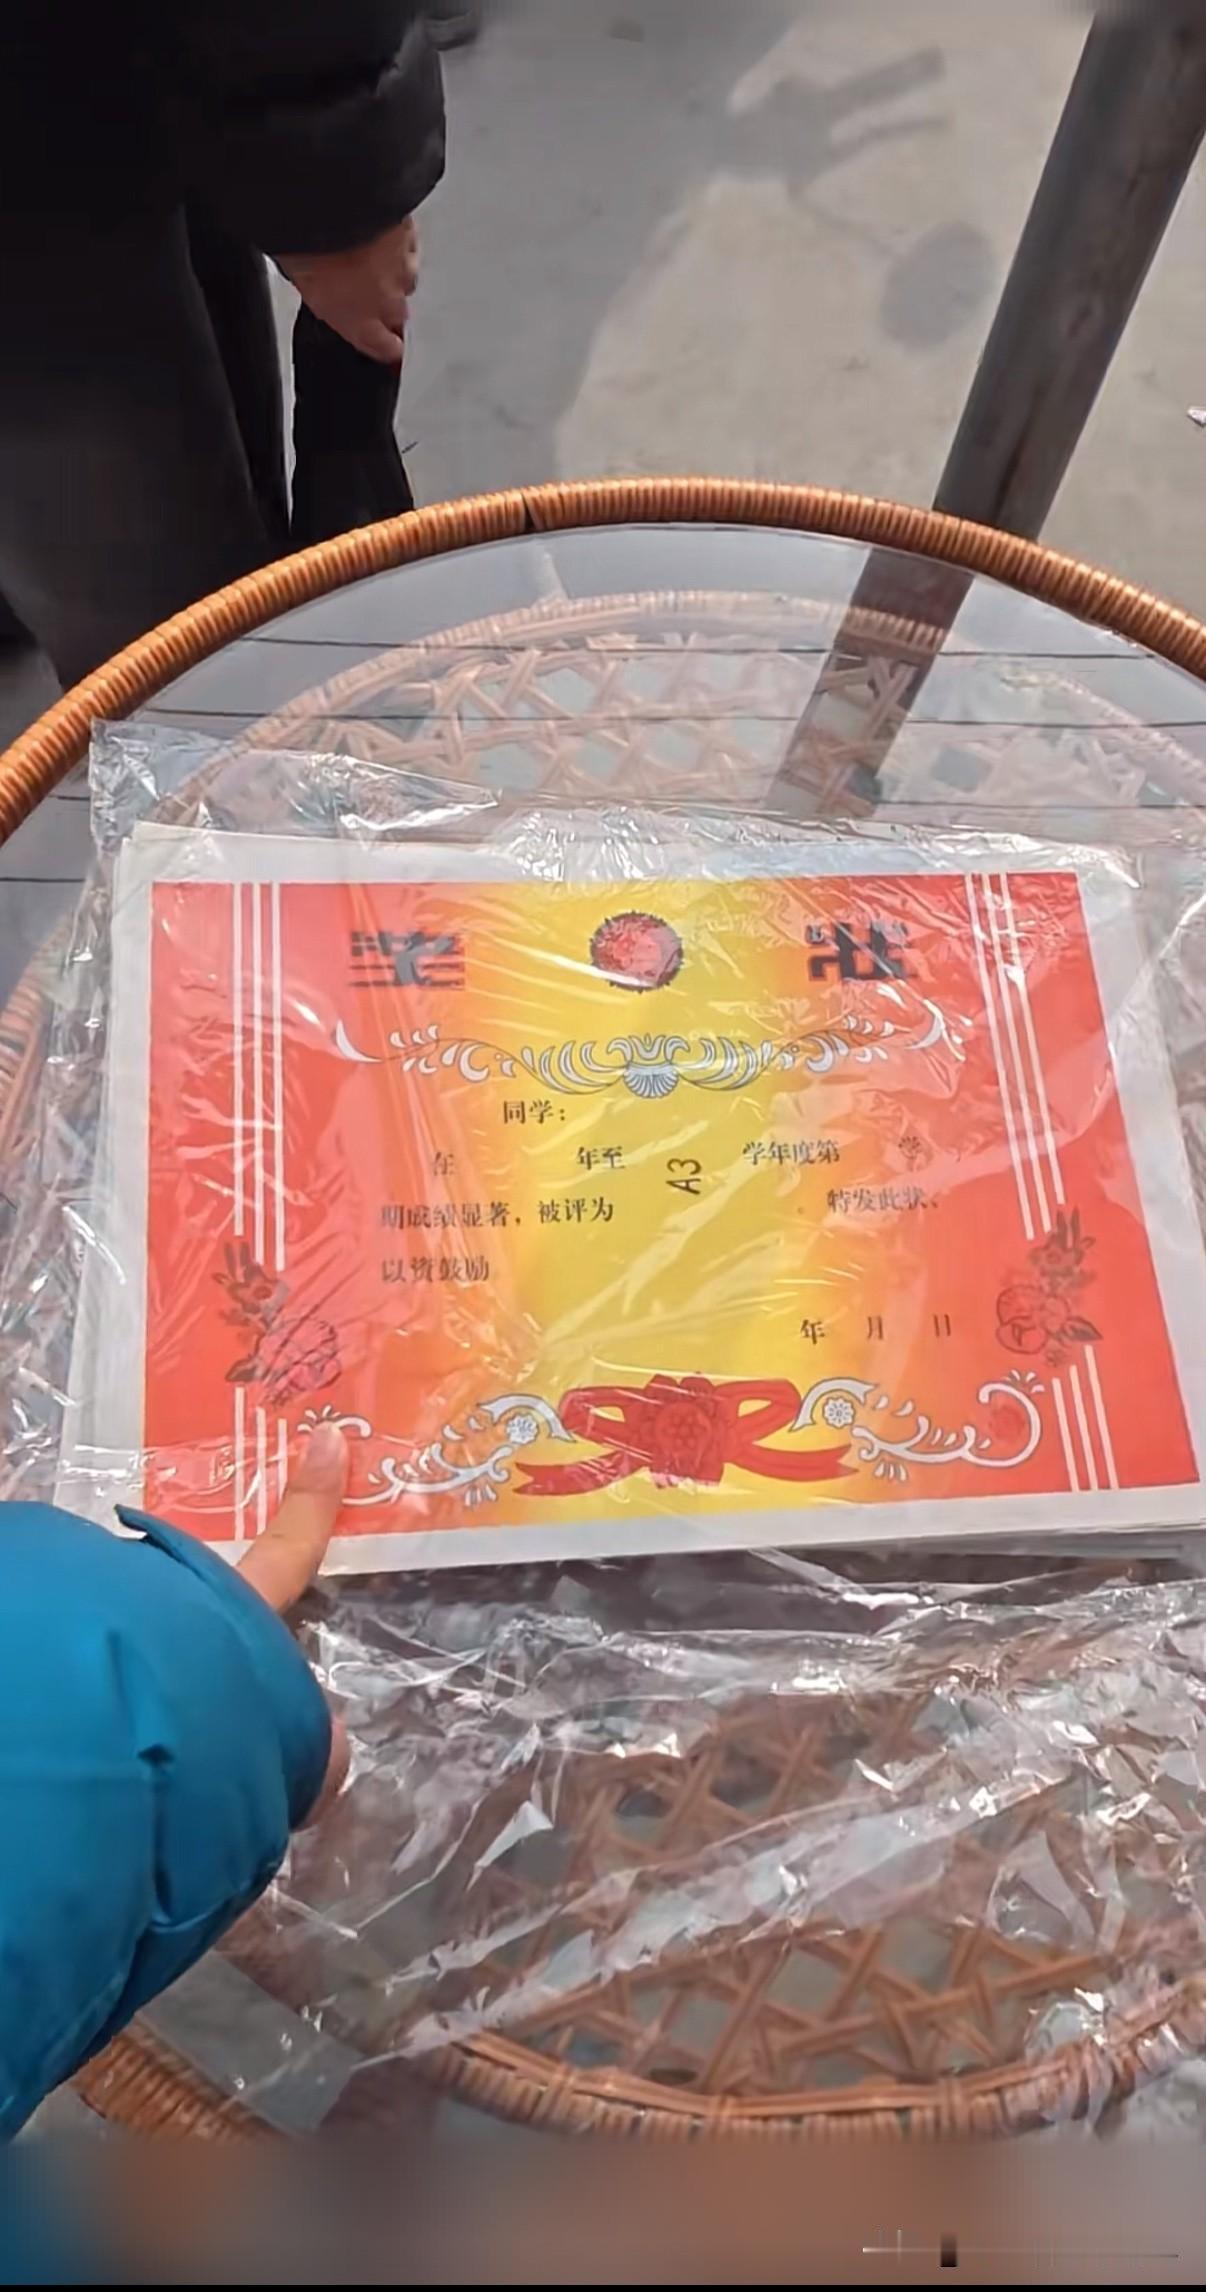 奖 状
同学：
在 年至 学年度第 学
期成绩显著，被评为 。特发此状、
以资鼓励
年 月 日
A3